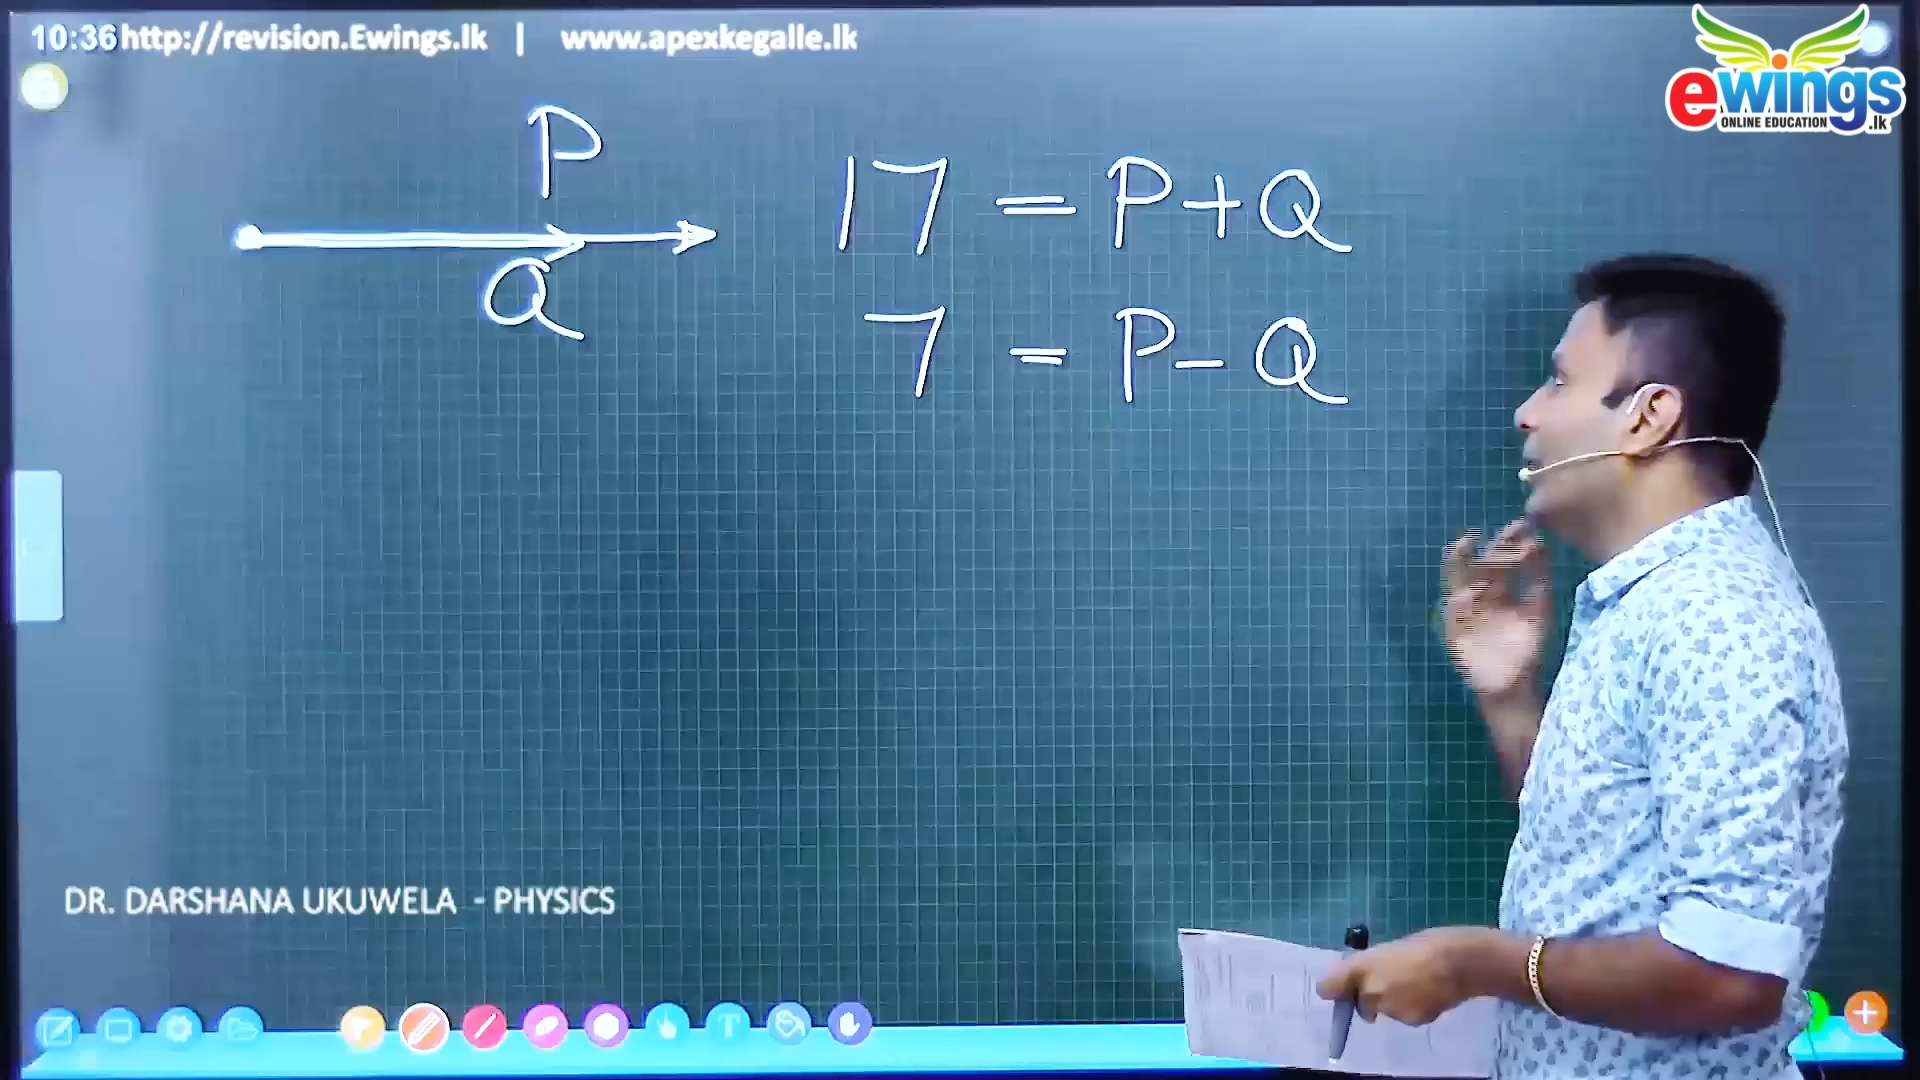 10:36 http://revision.Ewings.lk | www.apexkegalle.lk
ewings
ONLINE EDUCATION .lk
P
Q
17 = P+Q
7 = P-Q
DR. DARSHANA UKUWELA - PHYSICS
T